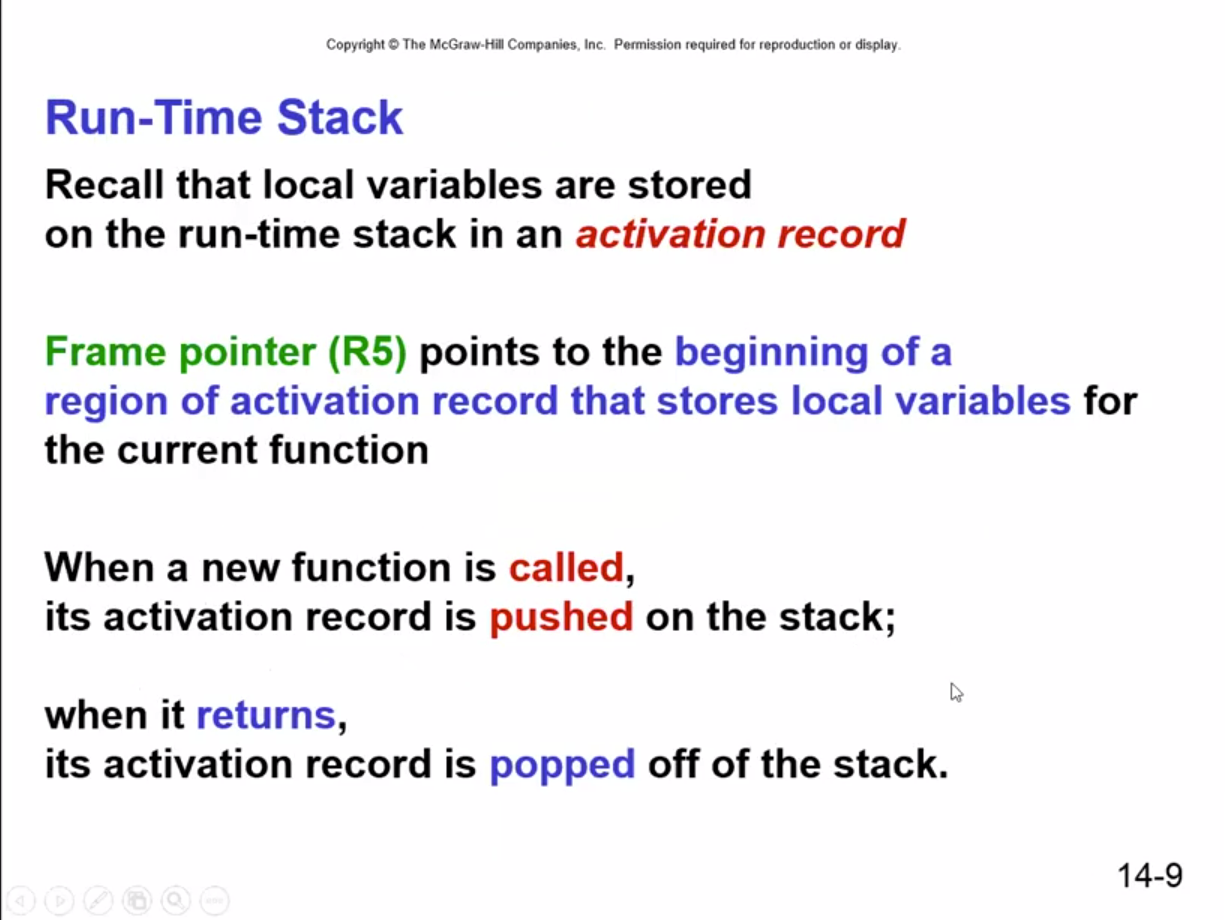 Copyright © The McGraw-Hill Companies, Inc. Permission required for reproduction or display.
Run-Time Stack
Recall that local variables are stored
on the run-time stack in an activation record
Frame pointer (R5) points to the beginning of a
region of activation record that stores local variables for
the current function
When a new function is called,
its activation record is pushed on the stack;
when it returns,
its activation record is popped off of the stack.
14-9